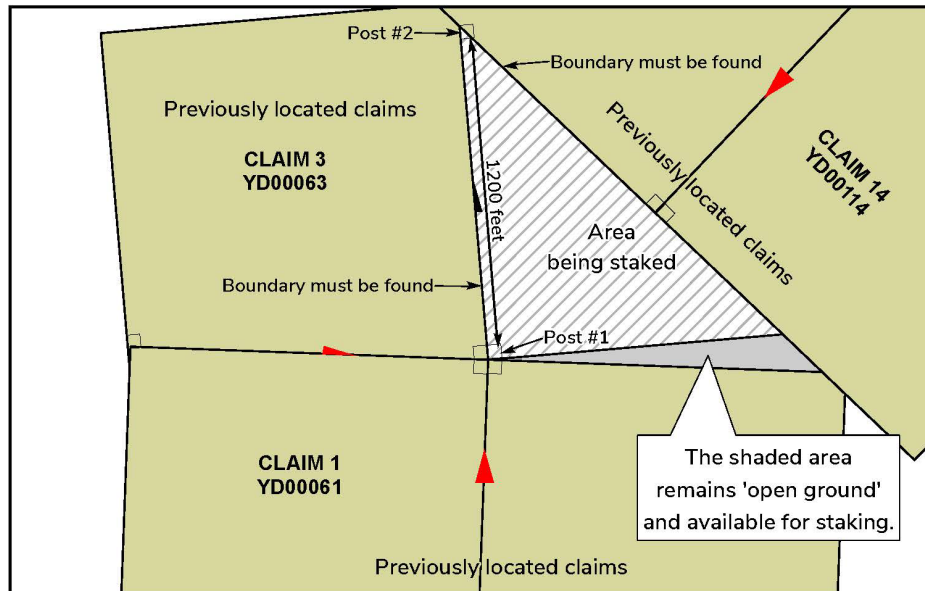 Post #2
Boundary must be found
Previously located claims
CLAIM 3
YD00063
Previously located claims
CLAIM 14
YD00114
1200 feet
Area
being staked
Boundary must be found
Post #1
CLAIM 1
YD00061
The shaded area
remains 'open ground'
and available for staking.
Previously located claims